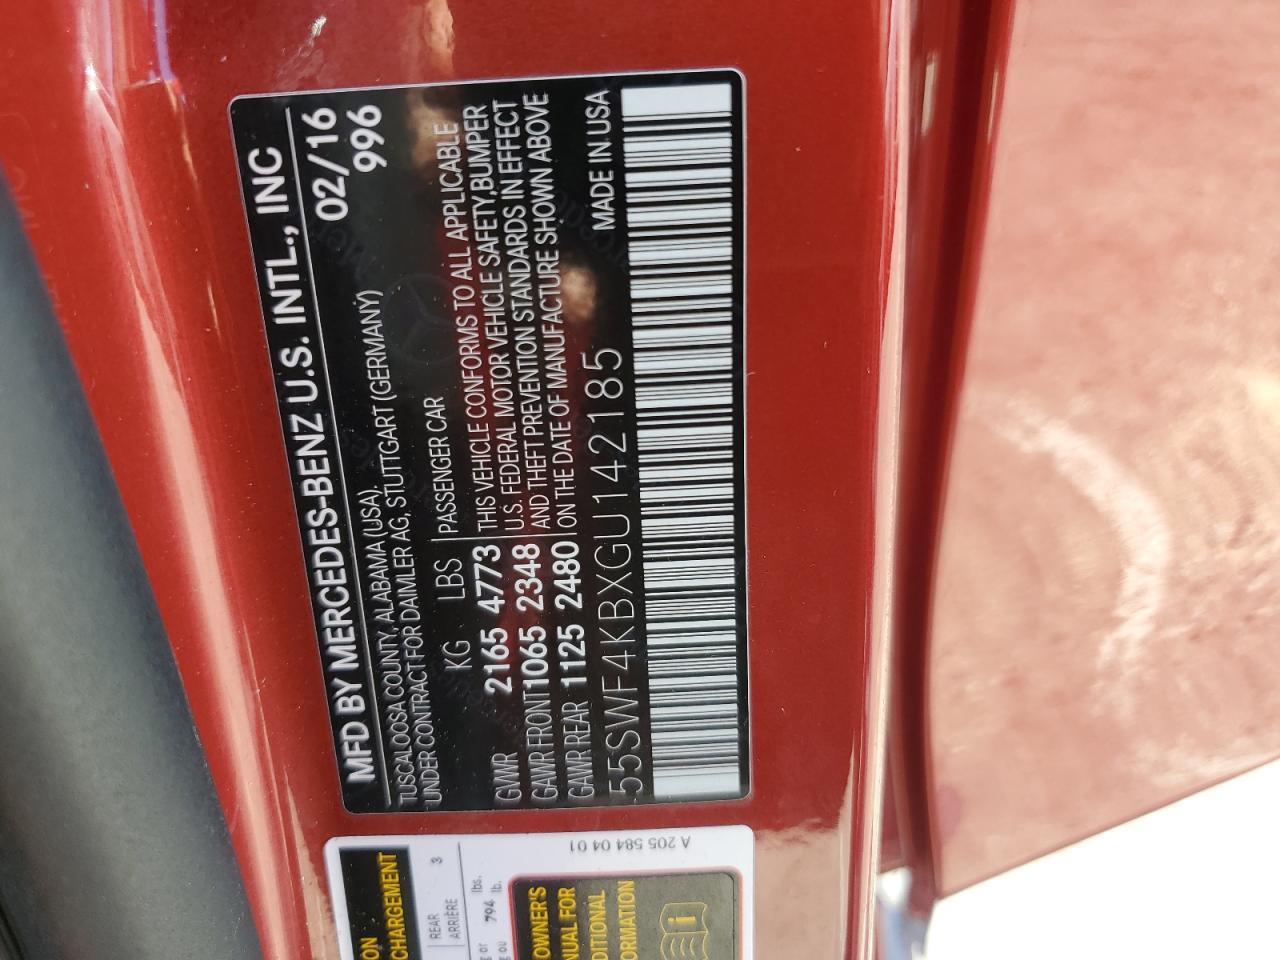 MFD BY MERCEDES-BENZ U.S. INTL., INC
TUSCALOOSA COUNTY, ALABAMA (USA). 02/16
UNDER CONTRACT FOR DAIMLER AG, STUTTGART (GERMANY) 996
KG LBS PASSENGER CAR
GVWR 2165 4773 THIS VEHICLE CONFORMS TO ALL APPLICABLE
U.S. FEDERAL MOTOR VEHICLE SAFETY,BUMPER
GAWR FRONT 1065 2348 AND THEFT PREVENTION STANDARDS IN EFFECT
GAWR REAR 1125 2480 ON THE DATE OF MANUFACTURE SHOWN ABOVE
55SWF4KBXGU142185 MADE IN USA
CHARGEMENT
REAR 3
ARRIÈRE
or 794 lbs.
ou lb.
OWNER'S
FOR
A 205 584 04 01